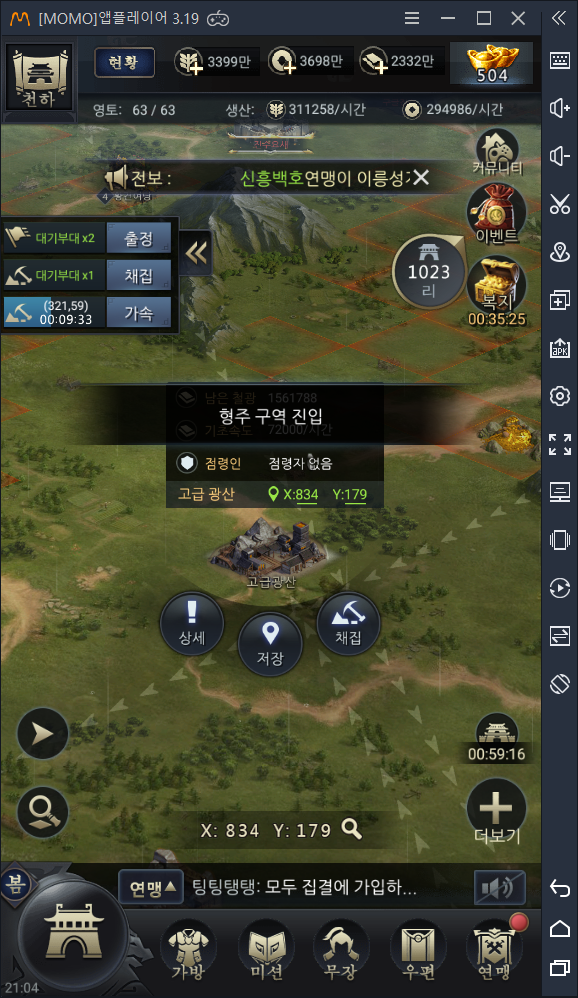 [MOMO]앱플레이어 3.19
현황 3399만 3698만 2332만 504
천하
영토: 63 / 63 생산: 311258/시간 294986/시간
커뮤니티
전보 : 신흥백호연맹이 이릉성
4
대기부대 x2 출정
이벤트
대기부대 x1 채집
1023
리
(321,59)
00:09:33 가속
복지
00:35:25
남은 철광 1561788
형주 구역 진입
기초속도 72000/시간
점령인 점령자 없음
고급 광산 X:834 Y:179
고급광산
상세 저장 채집
00:59:16
X: 834 Y: 179
더보기
봄
연맹 팅팅탱탱: 모두 집결에 가입하...
가방 미션 무장 우편 연맹
21:04